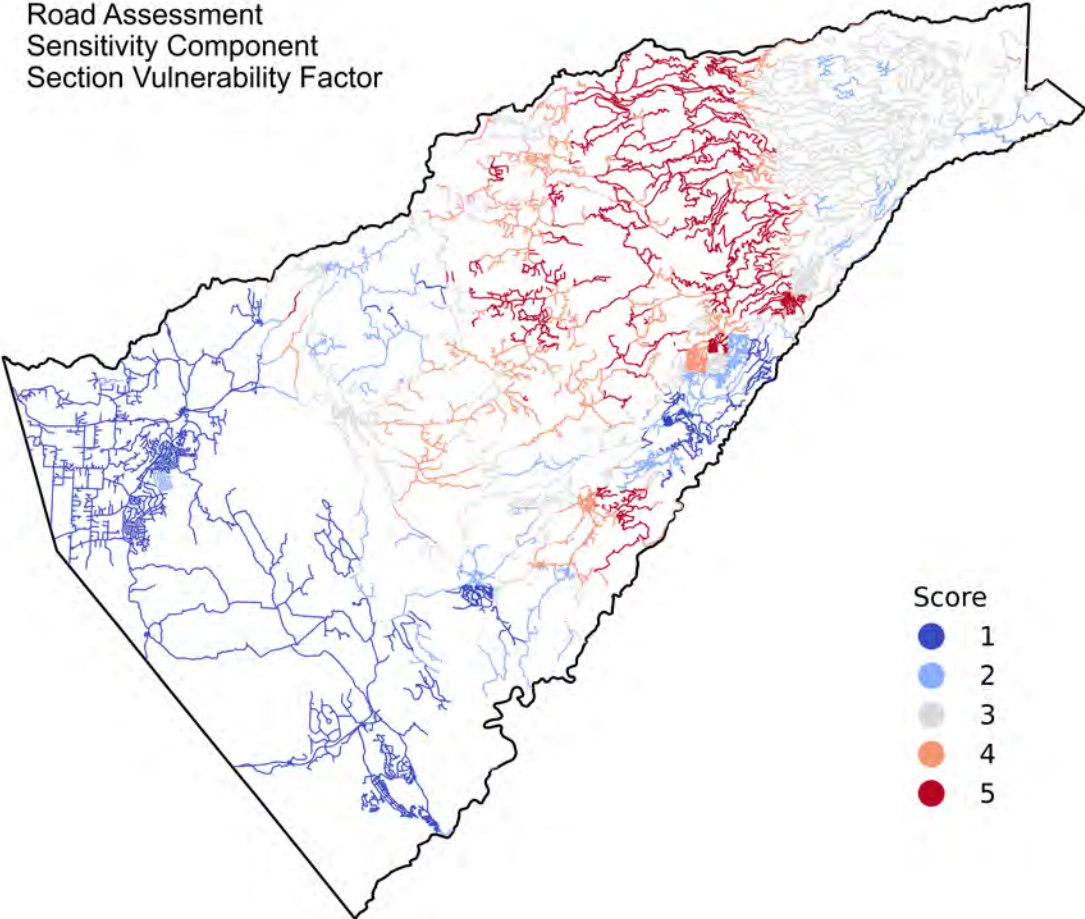 Road Assessment
Sensitivity Component
Section Vulnerability Factor
Score
1
2
3
4
5